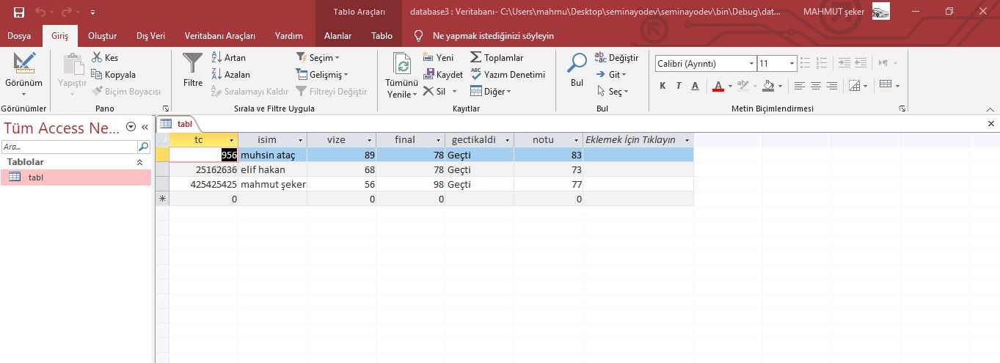 Tablo Araçları database3 : Veritabanı- C:\Users\mahmu\Desktop\seminayodev\seminayodev\bin\Debug\dat... MAHMUT şeker
Dosya Giriş Oluştur Dış Veri Veritabanı Araçları Yardım Alanlar Tablo Ne yapmak istediğinizi söyleyin
Görünüm
Görünümler
Yapıştır
Kes
Kopyala
Biçim Boyacısı
Pano
Filtre
Artan
Azalan
Sıralamayı Kaldır
Seçim
Gelişmiş
Filtreyi Değiştir
Sırala ve Filtre Uygula
Tümünü
Yenile
Yeni
Kaydet
Sil
Toplamlar
Yazım Denetimi
Diğer
Kayıtlar
Bul
Değiştir
Git
Seç
Bul
Calibri (Ayrıntı) 11
K T A A
Metin Biçimlendirmesi
Tüm Access Ne...
Ara...
Tablolar
tabl
tabl
tc isim vize final gectikaldi notu Eklemek İçin Tıklayın
956 muhsin ataç 89 78 Geçti 83
25162636 elif hakan 68 78 Geçti 73
425425425 mahmut şeker 56 98 Geçti 77
0 0 0 0